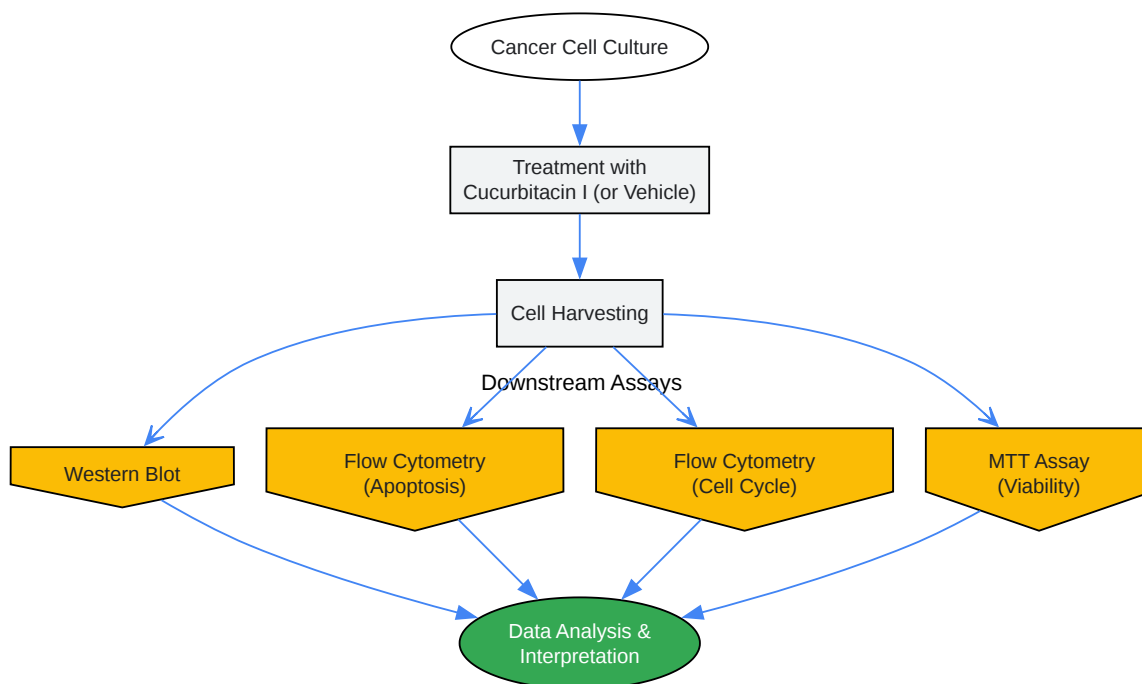 Cancer Cell Culture
Treatment with
Cucurbitacin I (or Vehicle)
Cell Harvesting
Downstream Assays
Western Blot
Flow Cytometry
(Apoptosis)
Flow Cytometry
(Cell Cycle)
MTT Assay
(Viability)
Data Analysis &
Interpretation